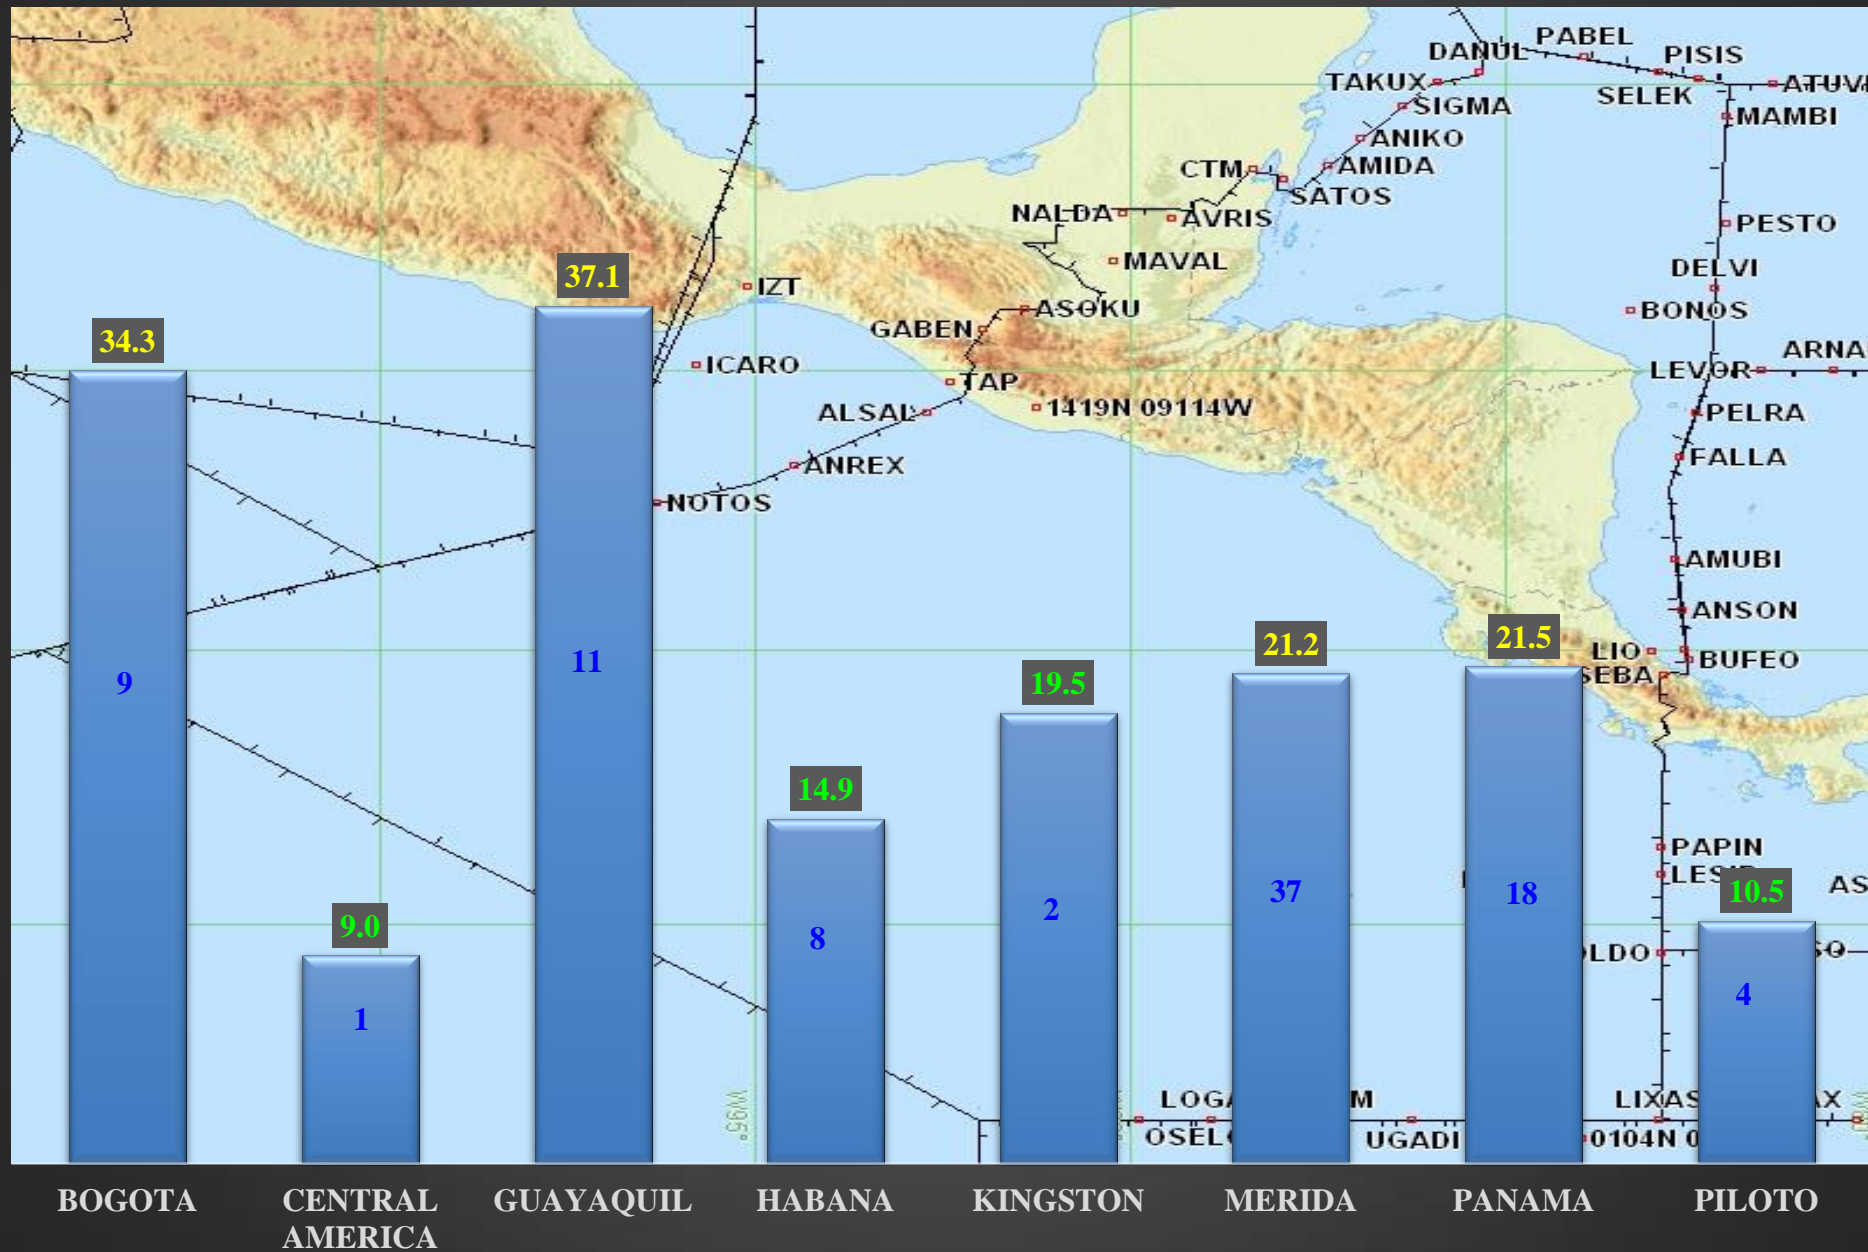 PABEL
DANUL
PISIS
TAKUX
SELEK
SIGMA
MAMBI
ANIKO
CTM
AMIDA
SATOS
NALDA
AVRIS
PESTO
MAVAL
DELVI
37.1
IZT
ASOKU
BONOS
GABEN
34.3
ICARO
LEVOR
TAP
ALSAL
1419N 09114W
PELRA
ANREX
FALLA
NOTOS
AMUBI
ANSON
21.2
21.5
LIO
BUFEO
11
9
19.5
SEBA
14.9
PAPIN
37
18
10.5
9.0
2
8
4
1
W95°
UGADI
0104N
BOGOTA
CENTRAL
AMERICA
GUAYAQUIL
HABANA
KINGSTON
MERIDA
PANAMA
PILOTO